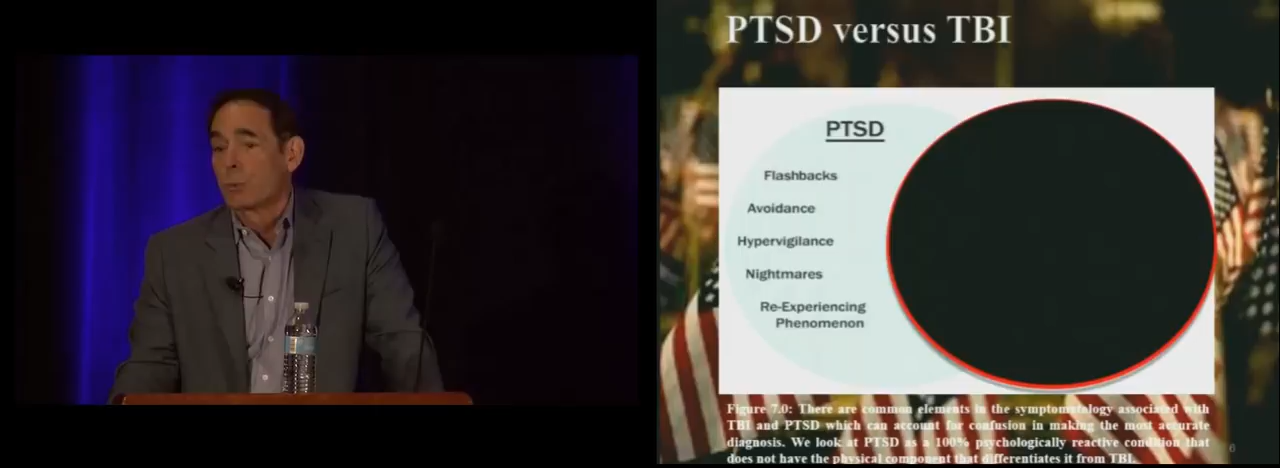 PTSD versus TBI
PTSD
Flashbacks
Avoidance
Hypervigilance
Nightmares
Re-Experiencing
Phenomenon
Figure 7.0: There are common elements in the symptomatology associated with
TBI and PTSD which can account for confusion in making the most accurate
diagnosis. We look at PTSD as a 100% psychologically reactive condition that
does not have the physical component that differentiates it from TBI.
6